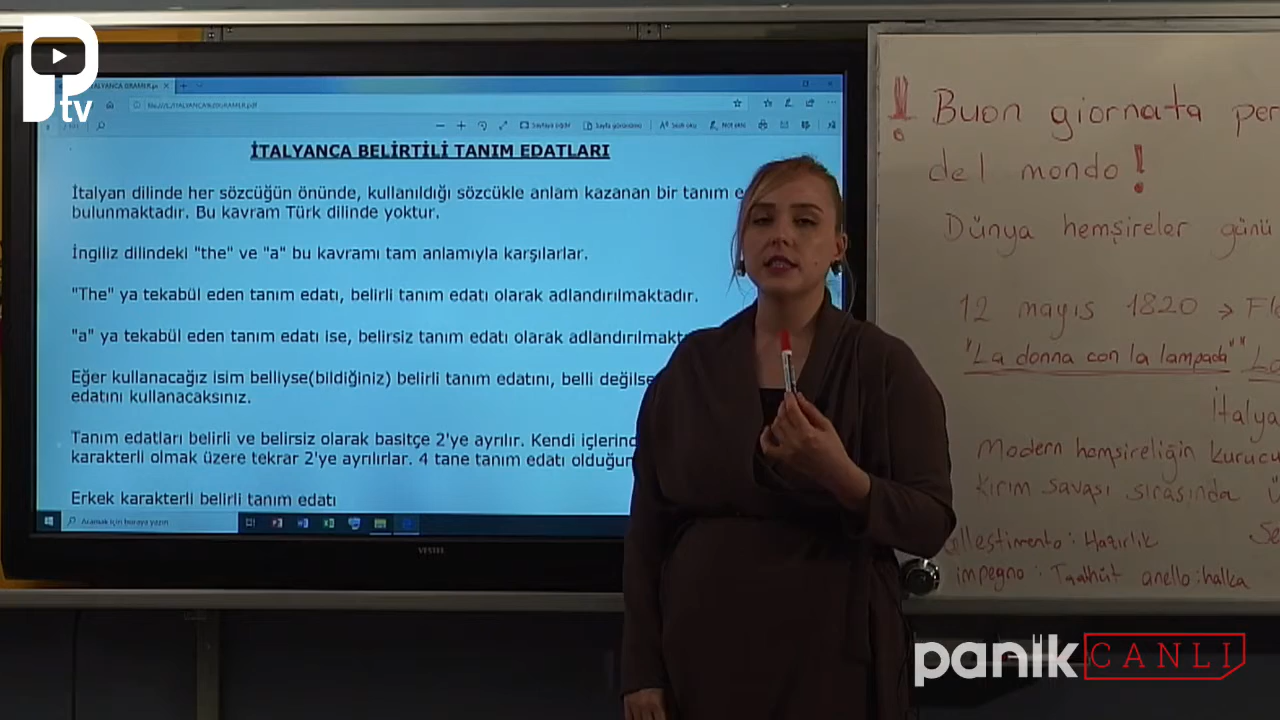 tv
İTALYANCA BELİRTİLİ TANIM EDATLARI
İtalyan dilinde her sözcüğün önünde, kullanıldığı sözcükle anlam kazanan bir tanım
bulunmaktadır. Bu kavram Türk dilinde yoktur.
İngiliz dilindeki "the" ve "a" bu kavramı tam anlamıyla karşılarlar.
"The" ya tekabül eden tanım edatı, belirli tanım edatı olarak adlandırılmaktadır.
"a" ya tekabül eden tanım edatı ise, belirsiz tanım edatı olarak
Eğer kullanacağız isim belliyse(bildiğiniz) belirli tanım edatını, belli değilse
edatını kullanacaksınız.
Tanım edatları belirli ve belirsiz olarak basitçe 2'ye ayrılır. Kendi
karakterli olmak üzere tekrar 2'ye ayrılırlar. 4 tane tanım edatı
Erkek karakterli belirli tanım edatı
Aramak için buraya yazın
VESTEL
!! Buon giornata per
del mondo!
Dünya hemşireler günü
12 mayıs 1820 →
"La donna con la lampada"
Modern hemşireliğin
Kırım savaşı sırasında
: Hazırlık
impegno : Taahhüt anello : halka
panik CANLI